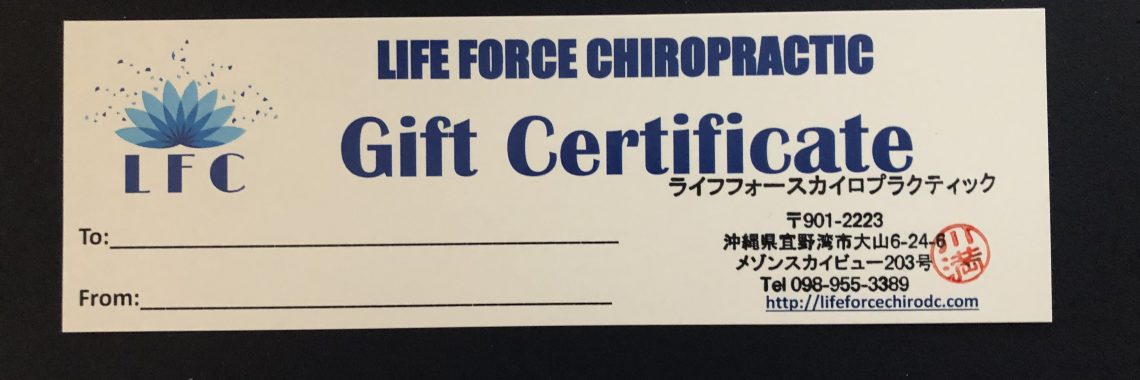 LIFE FORCE CHIROPRACTIC
LFC
Gift Certificate
ライフフォースカイロプラクティック
To:
〒901-2223
沖縄県宜野湾市大山6-24-6
メゾンスカイビュー203号
川満
Tel 098-955-3389
From:
http://lifeforcechirodc.com